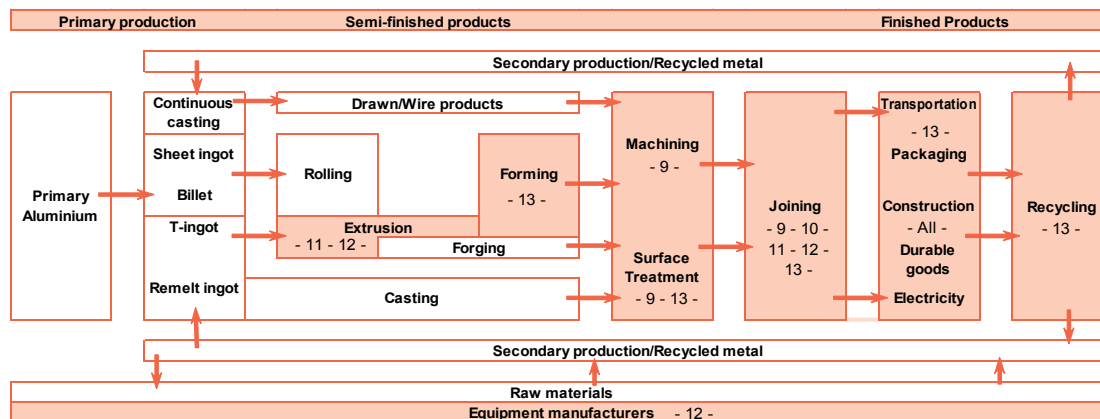 Primary production Semi-finished products Finished Products
Secondary production/Recycled metal
Primary
Aluminium
Continuous
casting
Sheet ingot
Billet
T-ingot
Remelt ingot
Drawn/Wire products
Rolling
Forming
- 13 -
Extrusion
- 11 - 12 -
Forging
Casting
Machining
- 9 -
Surface
Treatment
- 9 - 13 -
Joining
- 9 - 10 -
11 - 12 -
13 -
Transportation
- 13 -
Packaging
Construction
- All -
Durable
goods
Electricity
Recycling
- 13 -
Secondary production/Recycled metal
Raw materials
Equipment manufacturers - 12 -